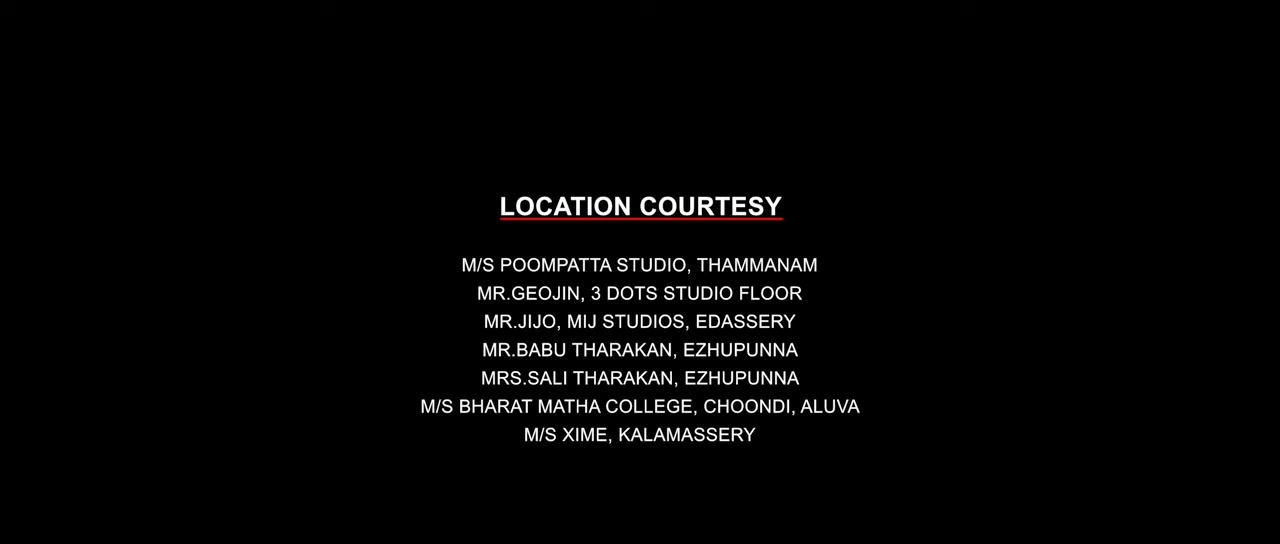 LOCATION COURTESY
M/S POOMPATTA STUDIO, THAMMANAM
MR.GEOJIN, 3 DOTS STUDIO FLOOR
MR.JIJO, MIJ STUDIOS, EDASSERY
MR.BABU THARAKAN, EZHUPUNNA
MRS.SALI THARAKAN, EZHUPUNNA
M/S BHARAT MATHA COLLEGE, CHOONDI, ALUVA
M/S XIME, KALAMASSERY